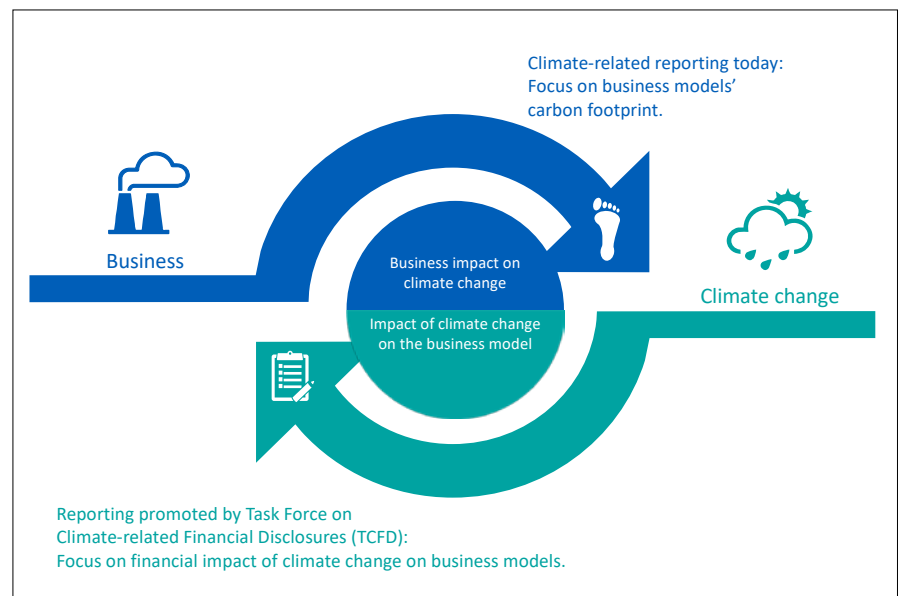 Climate-related reporting today:
Focus on business models’
carbon footprint.
Business
Business impact on
climate change
Climate change
Impact of climate change
on the business model
Reporting promoted by Task Force on
Climate-related Financial Disclosures (TCFD):
Focus on financial impact of climate change on business models.